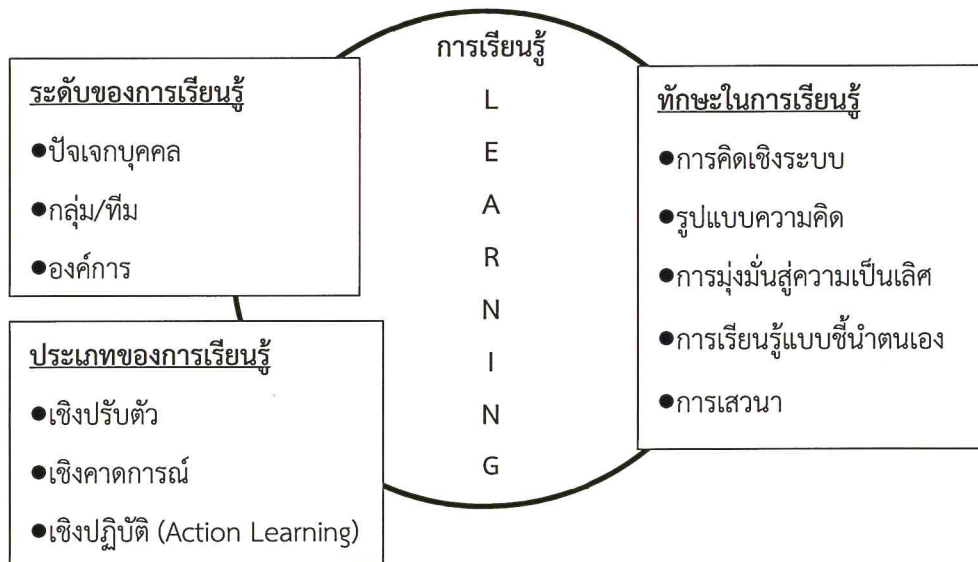 การเรียนรู้
L
E
A
R
N
I
N
G
ระดับของการเรียนรู้
●ปัจเจกบุคคล
●กลุ่ม/ทีม
●องค์การ
ประเภทของการเรียนรู้
●เชิงปรับตัว
●เชิงคาดการณ์
●เชิงปฏิบัติ (Action Learning)
ทักษะในการเรียนรู้
●การคิดเชิงระบบ
●รูปแบบความคิด
●การมุ่งมั่นสู่ความเป็นเลิศ
●การเรียนรู้แบบชี้นำตนเอง
●การเสวนา